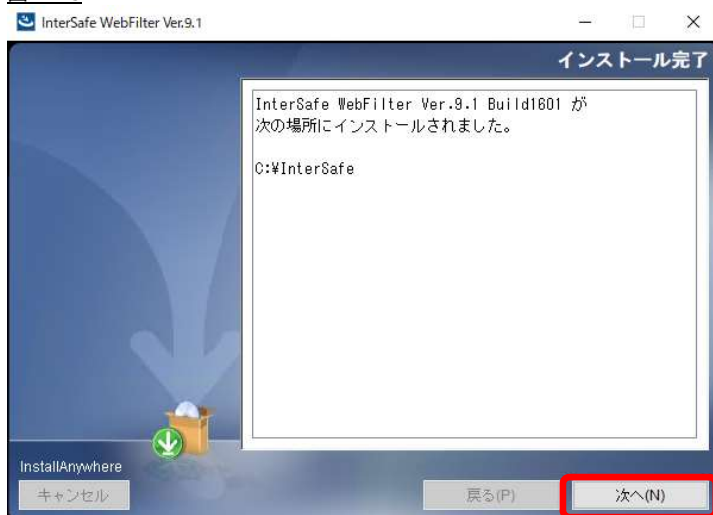 InterSafe WebFilter Ver.9.1
インストール完了
InterSafe WebFilter Ver.9.1 Build1601 が
次の場所にインストールされました。
C:¥InterSafe
InstallAnywhere
キャンセル
戻る(P)
次へ(N)